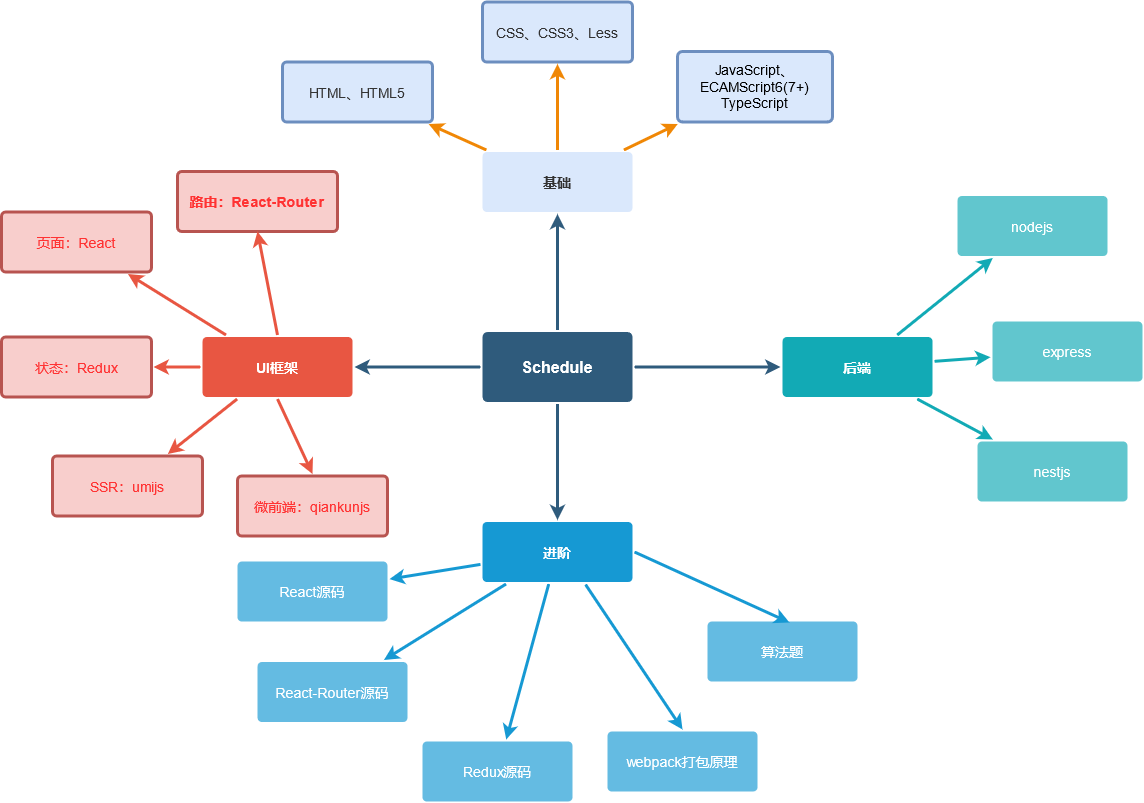 CSS、CSS3、Less
HTML、HTML5
JavaScript、
ECAMScript6(7+)
TypeScript
基础
路由：React-Router
页面：React
nodejs
状态：Redux
UI框架
Schedule
后端
express
SSR：umijs
微前端：qiankunjs
nestjs
进阶
React源码
算法题
React-Router源码
Redux源码
webpack打包原理